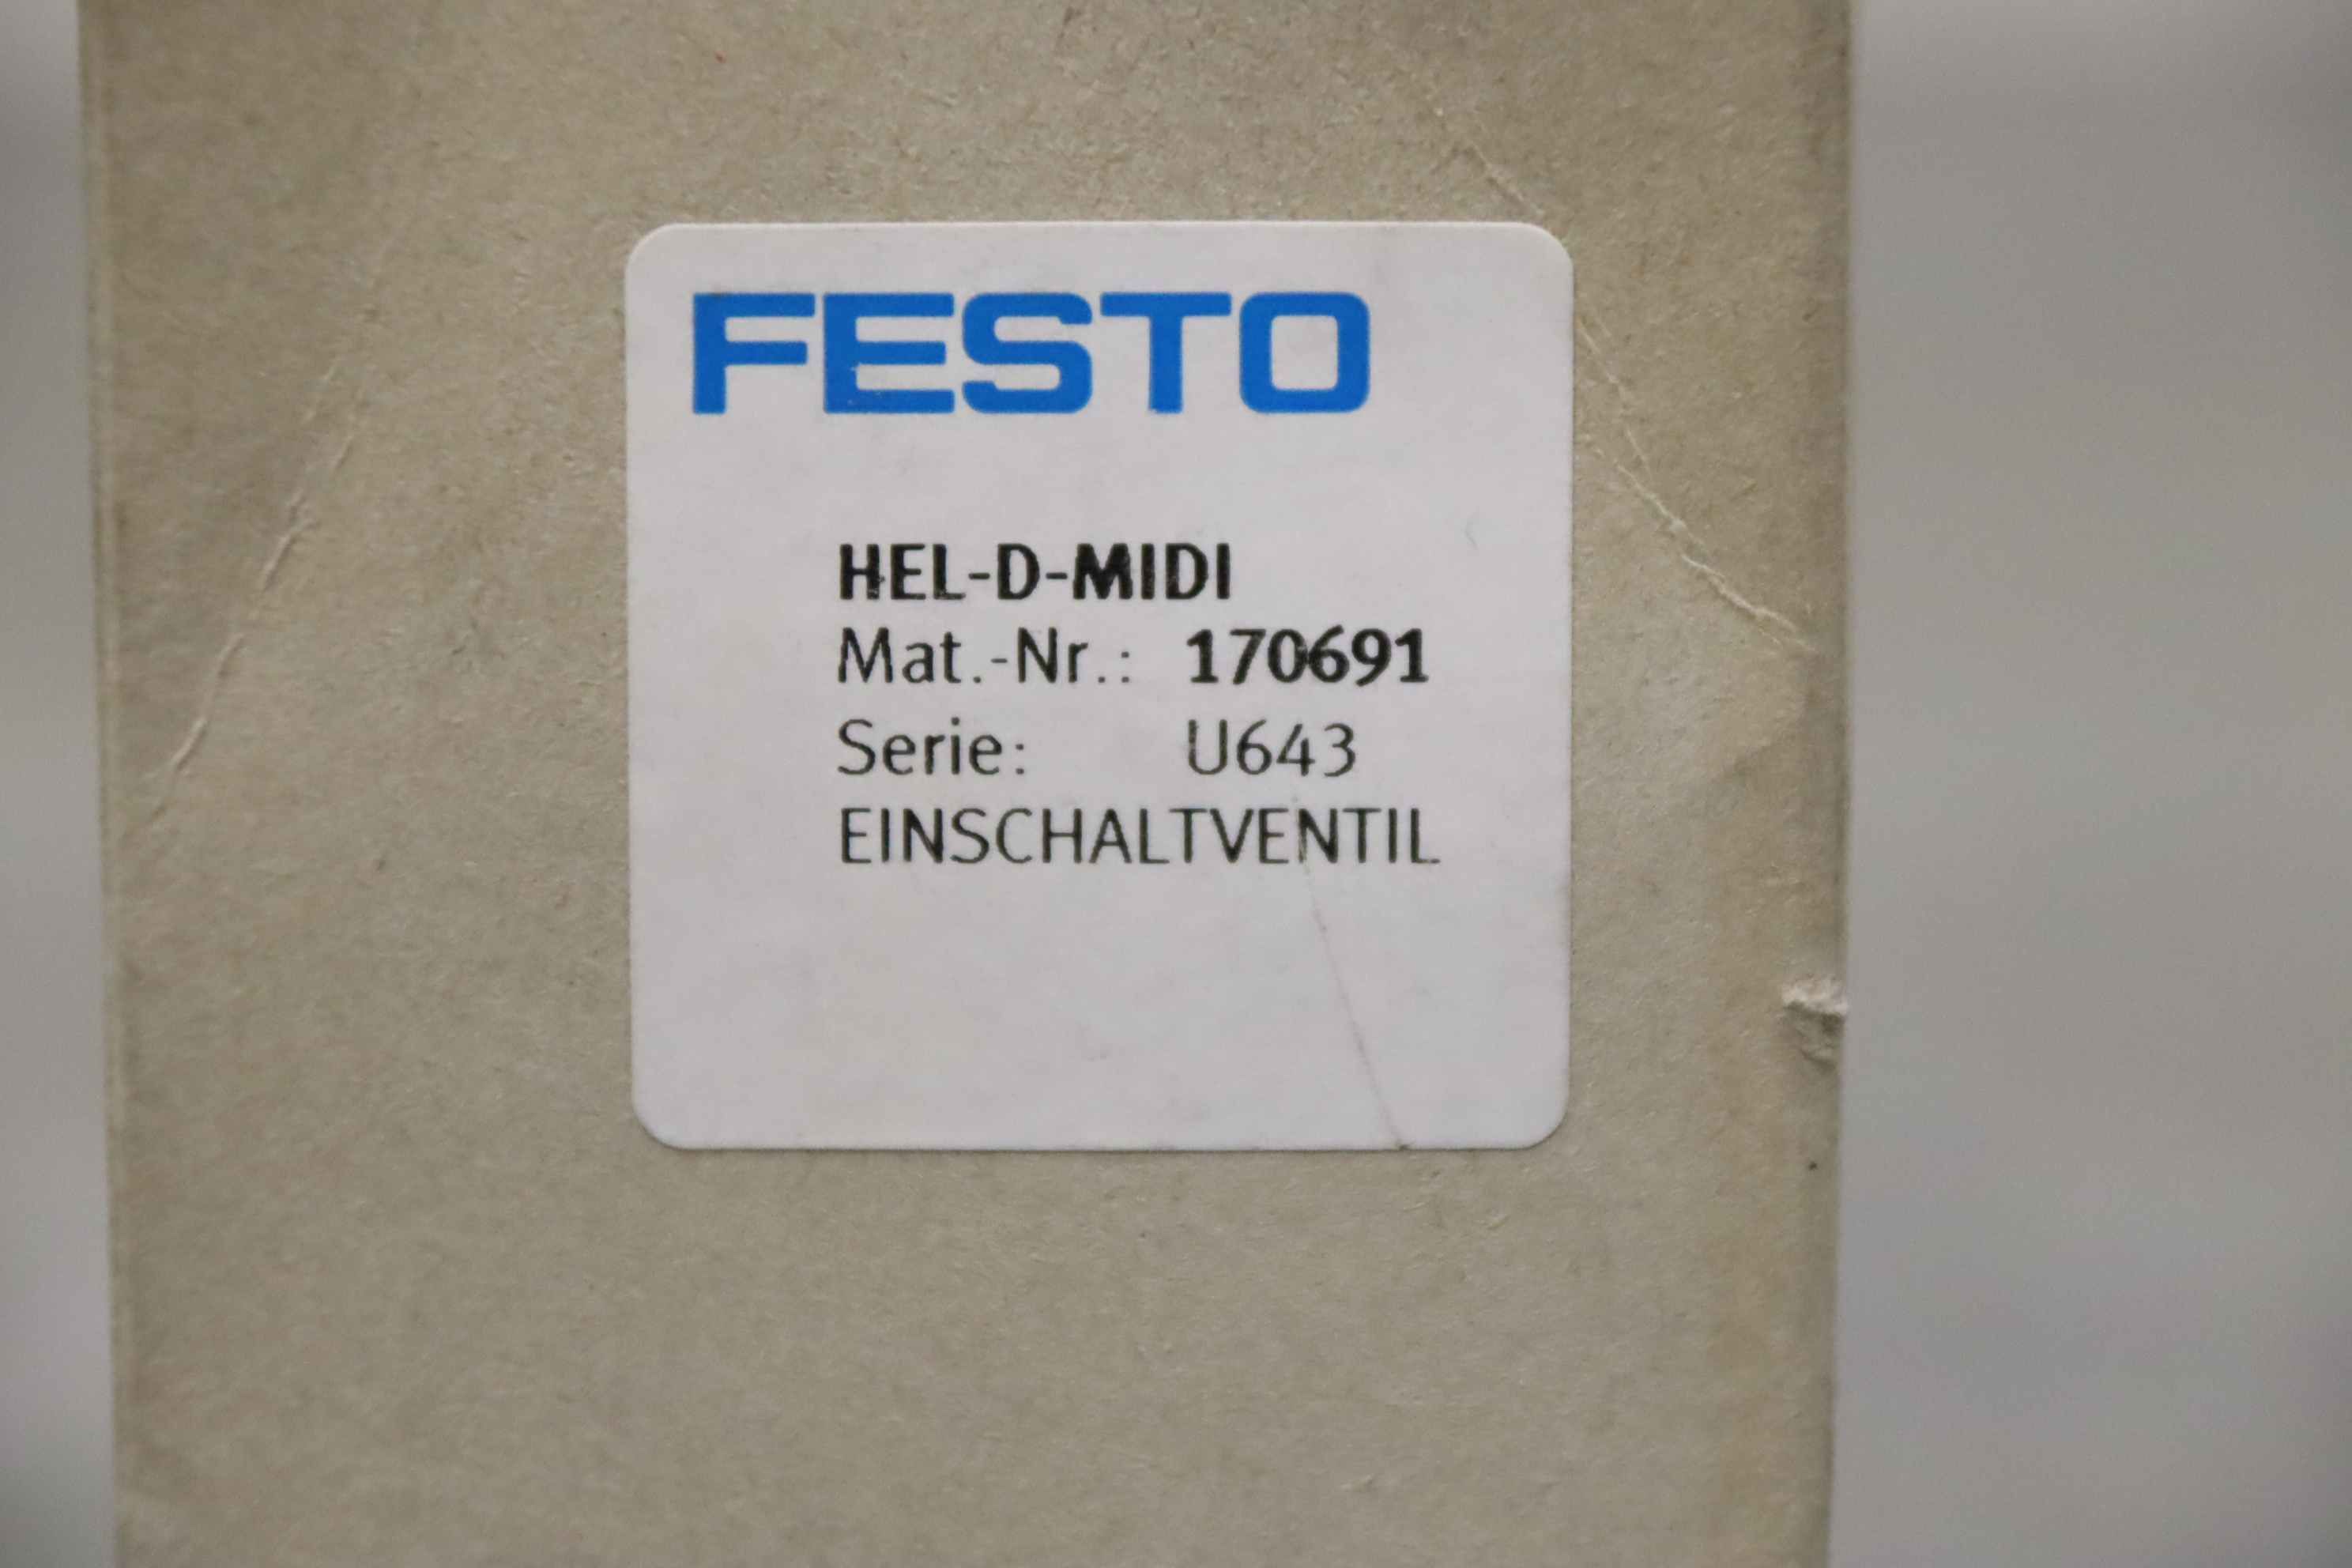 FESTO
HEL-D-MIDI
Mat.-Nr.: 170691
Serie: U643
EINSCHALTVENTIL